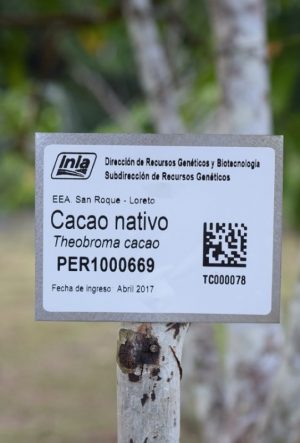 Inia
Dirección de Recursos Genéticos y Biotecnología
Subdirección de Recursos Genéticos
EEA. San Roque - Loreto
Cacao nativo
Theobroma cacao
PER1000669
TC000078
Fecha de ingreso: Abril 2017